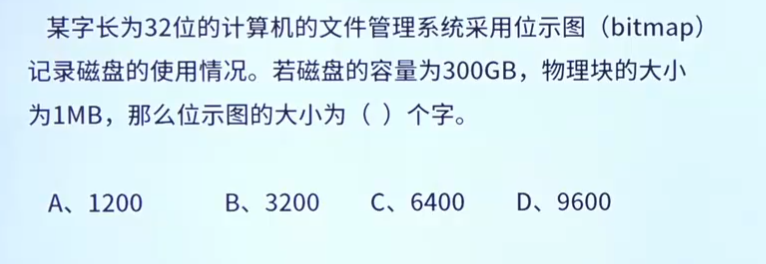 某字长为32位的计算机的文件管理系统采用位示图（bitmap）
记录磁盘的使用情况。若磁盘的容量为300GB，物理块的大小
为1MB，那么位示图的大小为（ ）个字。
A、1200 B、3200 C、6400 D、9600